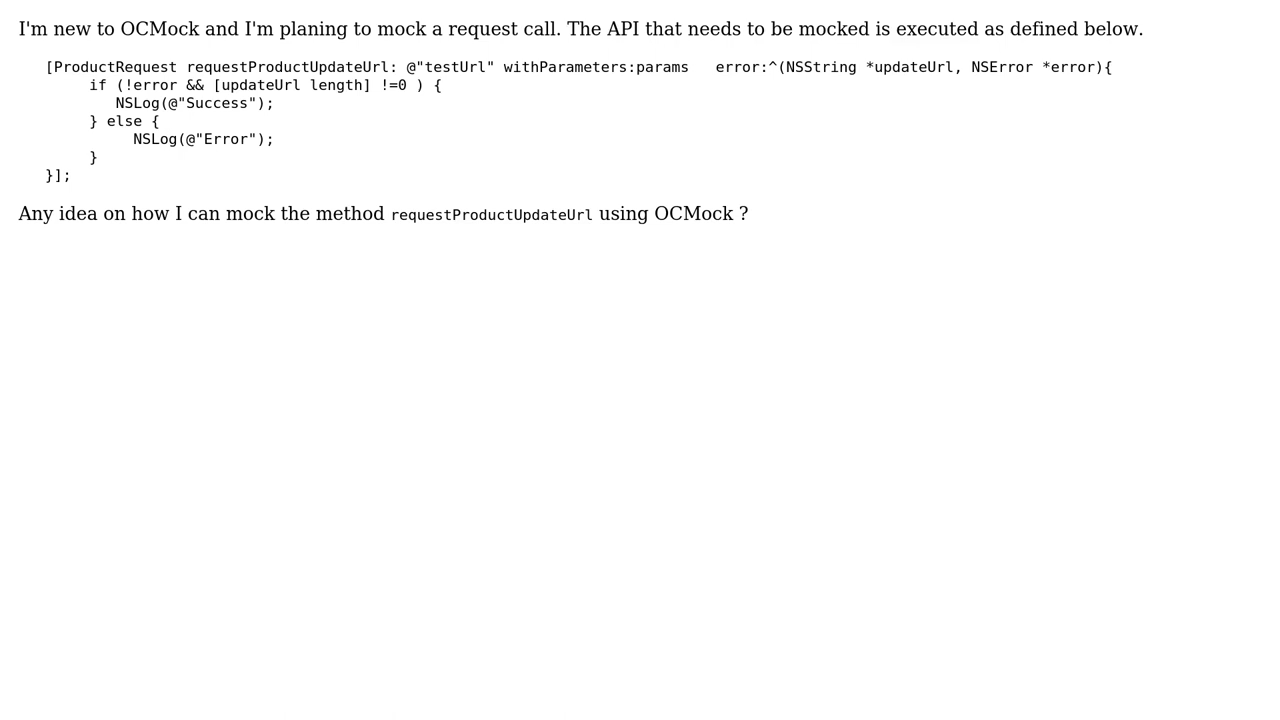 I'm new to OCMock and I'm planing to mock a request call. The API that needs to be mocked is executed as defined below.
[ProductRequest requestProductUpdateUrl: @"testUrl" withParameters:params   error:^(NSString *updateUrl, NSError *error){
     if (!error && [updateUrl length] !=0 ) {
        NSLog(@"Success");
     } else {
          NSLog(@"Error");
     }
}];
Any idea on how I can mock the method requestProductUpdateUrl using OCMock ?